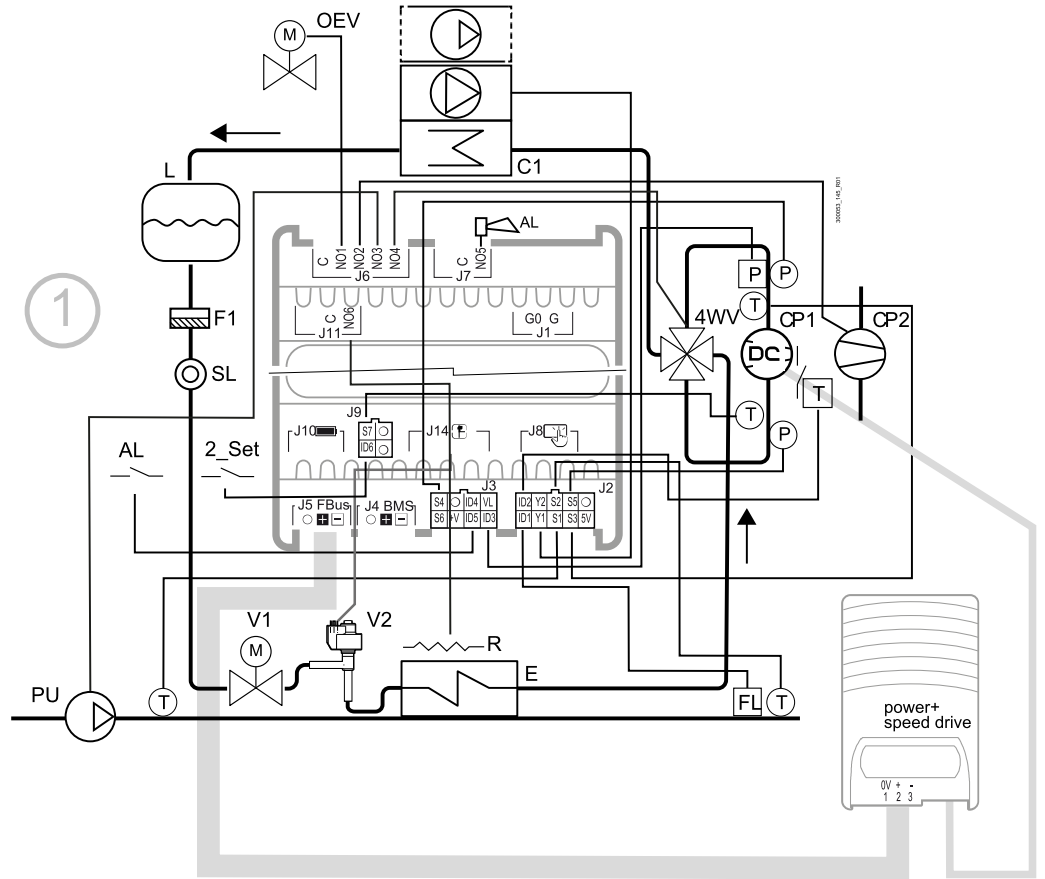 OEV
M
C1
L
300053_145_R01
AL
C
NO1
NO2
NO3
NO4
J6
C
NO5
J7
P
P
1
F1
C
NO6
J11
G0 G
J1
T
4WV
CP1
CP2
DC
SL
T
J9
S7
ID6
T
J10
J14
J8
P
AL
2_Set
J3
S4
ID4
VL
S6
+V
ID5
ID3
J2
ID2
Y2
S2
S5
ID1
Y1
S1
S3
5V
J5 FBus
J4 BMS
V1
V2
M
R
E
PU
T
FL
T
power+
speed drive
0V + -
1 2 3